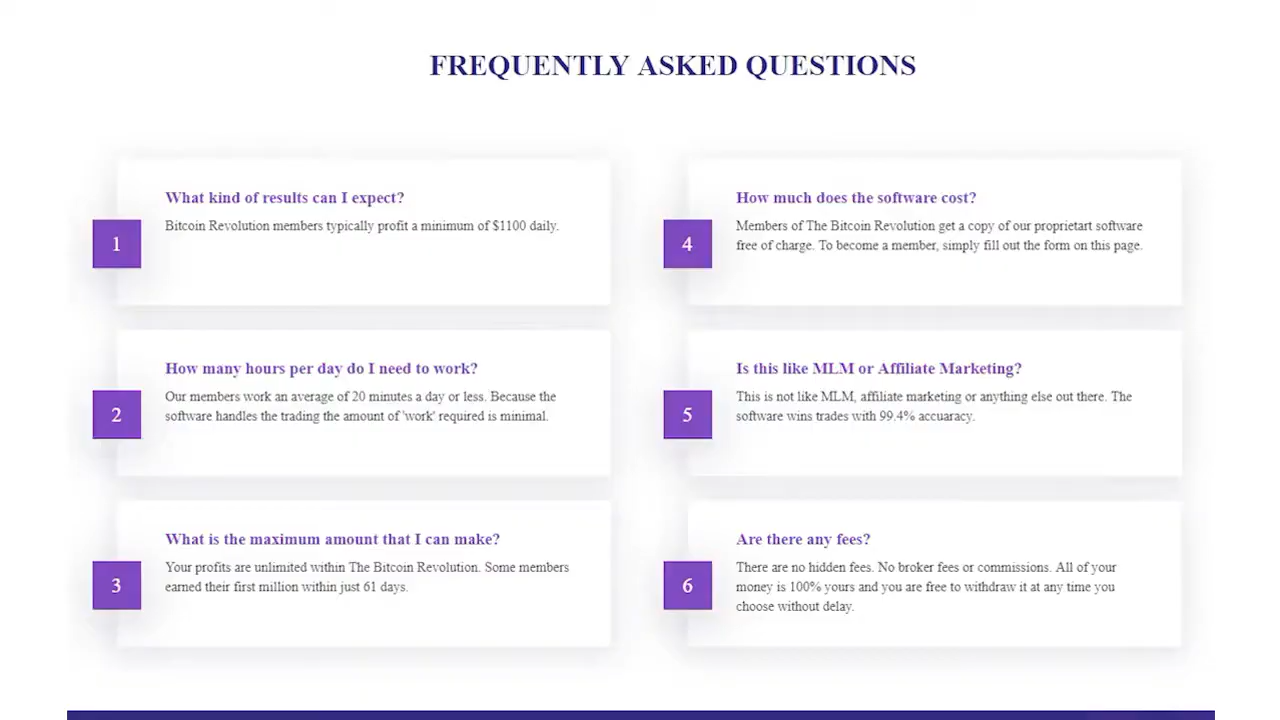 FREQUENTLY ASKED QUESTIONS
1
What kind of results can I expect?
Bitcoin Revolution members typically profit a minimum of $1100 daily.
2
How many hours per day do I need to work?
Our members work an average of 20 minutes a day or less. Because the
software handles the trading the amount of 'work' required is minimal.
3
What is the maximum amount that I can make?
Your profits are unlimited within The Bitcoin Revolution. Some members
earned their first million within just 61 days.
4
How much does the software cost?
Members of The Bitcoin Revolution get a copy of our proprietart software
free of charge. To become a member, simply fill out the form on this page.
5
Is this like MLM or Affiliate Marketing?
This is not like MLM, affiliate marketing or anything else out there. The
software wins trades with 99.4% accuaracy.
6
Are there any fees?
There are no hidden fees. No broker fees or commissions. All of your
money is 100% yours and you are free to withdraw it at any time you
choose without delay.